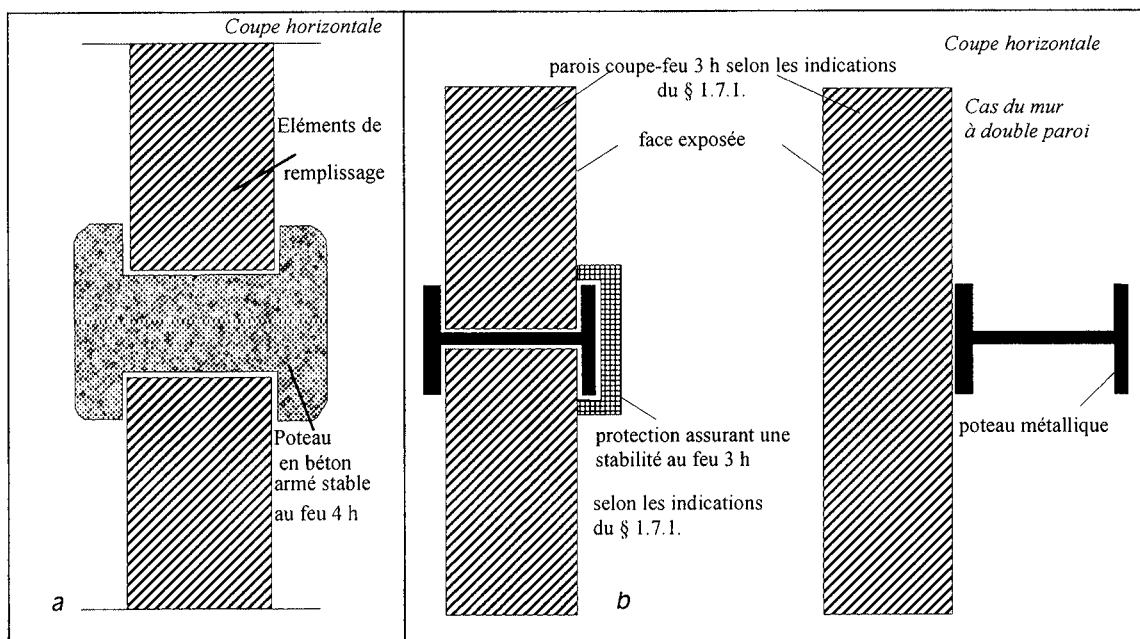 Coupe horizontale
Eléments de
remplissage
Poteau
en béton
armé stable
au feu 4 h
a
Coupe horizontale
parois coupe-feu 3 h selon les indications
du § 1.7.1.
Cas du mur
à double paroi
face exposée
poteau métallique
protection assurant une
stabilité au feu 3 h
selon les indications
du § 1.7.1.
b